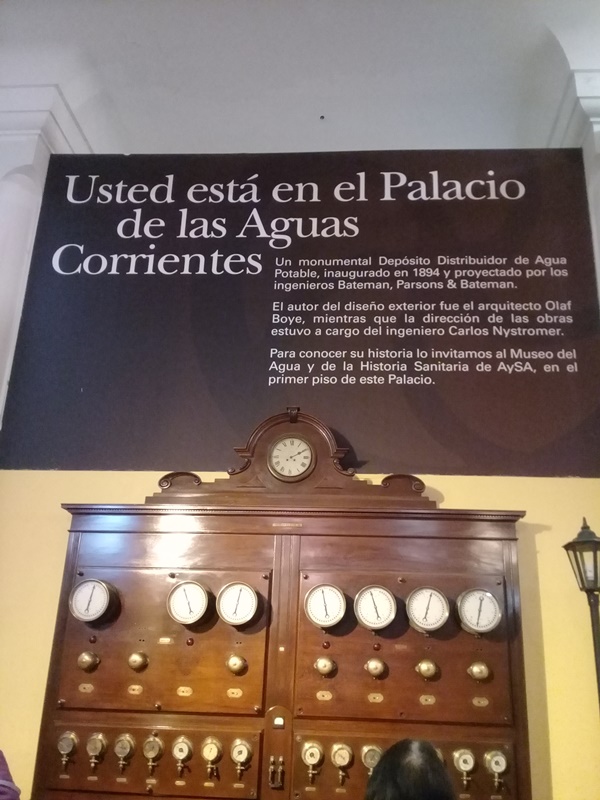 Usted está en el Palacio
de las Aguas
Corrientes
Un monumental Depósito Distribuidor de Agua
Potable, inaugurado en 1894 y proyectado por los
ingenieros Bateman, Parsons & Bateman.
El autor del diseño exterior fue el arquitecto Olaf
Boye, mientras que la dirección de las obras
estuvo a cargo del ingeniero Carlos Nystromer.
Para conocer su historia lo invitamos al Museo del
Agua y de la Historia Sanitaria de AySA, en el
primer piso de este Palacio.